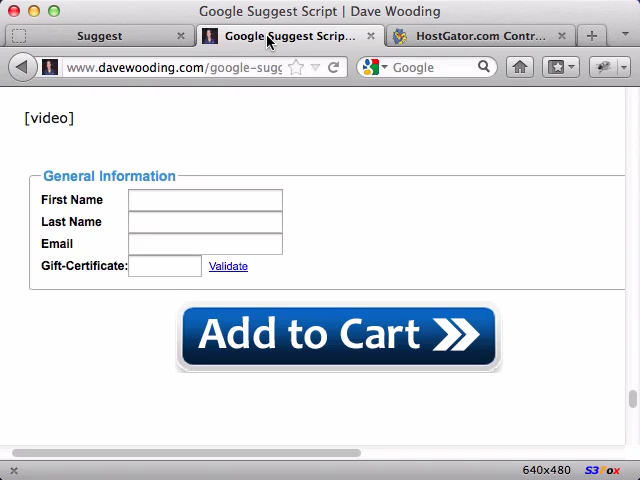 Google Suggest Script | Dave Wooding
Suggest
Google Suggest Scrip...
HostGator.com Contr...
www.davewooding.com/google-sugg
Google
[video]
General Information
First Name
Last Name
Email
Gift-Certificate:
Validate
Add to Cart
640x480
S3Fox